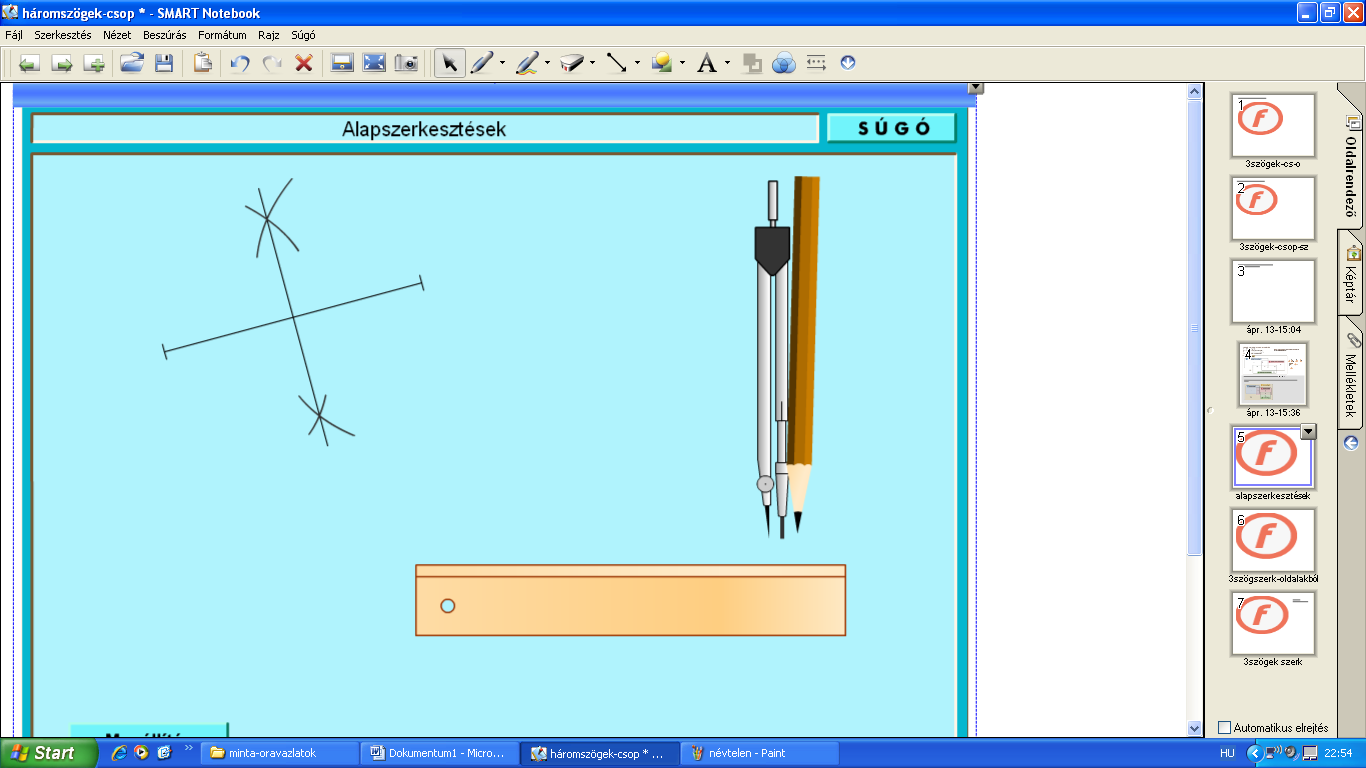 háromszögek-csop * - SMART Notebook
Fájl Szerkesztés Nézet Beszúrás Formátum Rajz Súgó
Alapszerkesztések
SÚGÓ
1
3szögek-cs-o
2
3szögek-csop-sz
3
ápr. 13-15:04
4
ápr. 13-15:36
5
alapszerkesztések
6
3szögszerk-oldalakból
7
3szögek szerk
Oldalrendező
Képtár
Mellékletek
Automatikus elrejtés
Start
minta-oravazlatok
Dokumentum1 - Micro...
háromszögek-csop * ...
névtelen - Paint
HU
22:54